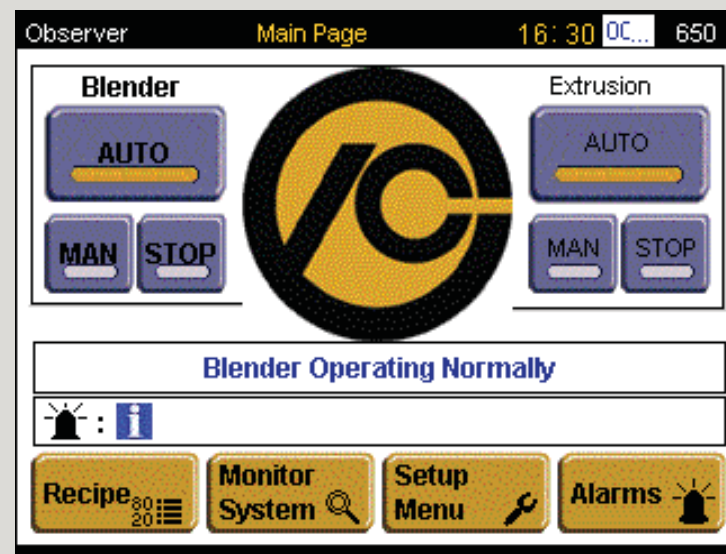 Observer Main Page 16:30 0C... 650
Blender Extrusion
AUTO AUTO
MAN STOP MAN STOP
Blender Operating Normally
:
Recipe 80 20
Monitor System
Setup Menu
Alarms